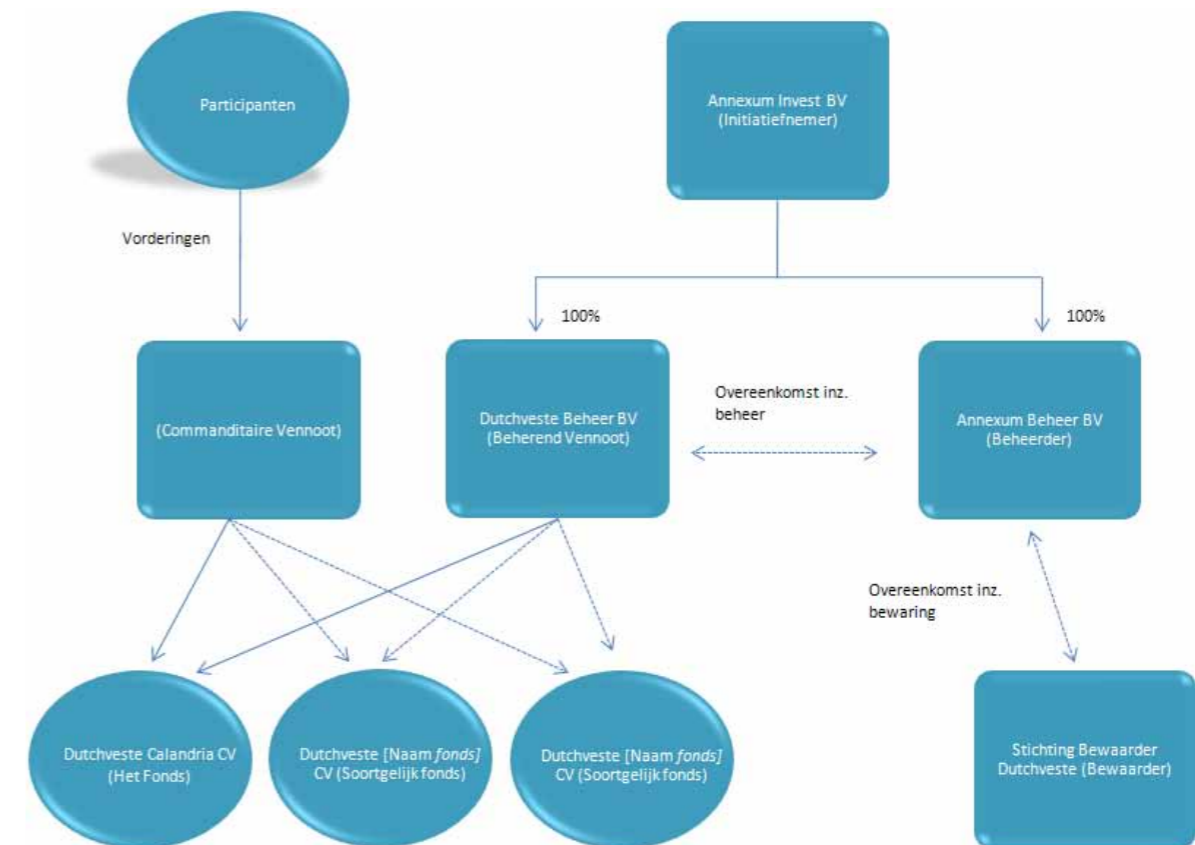 Participanten
Annexum Invest BV
(Initiatiefnemer)
Vorderingen
100%
100%
(Commanditaire Vennoot)
Dutchveste Beheer BV
(Beherend Vennoot)
Overeenkomst inz.
beheer
Annexum Beheer BV
(Beheerder)
Overeenkomst inz.
bewaring
Dutchveste Calandria CV
(Het Fonds)
Dutchveste [Naam fonds]
CV (Soortgelijk fonds)
Dutchveste [Naam fonds]
CV (Soortgelijk fonds)
Stichting Bewaarder
Dutchveste (Bewaarder)